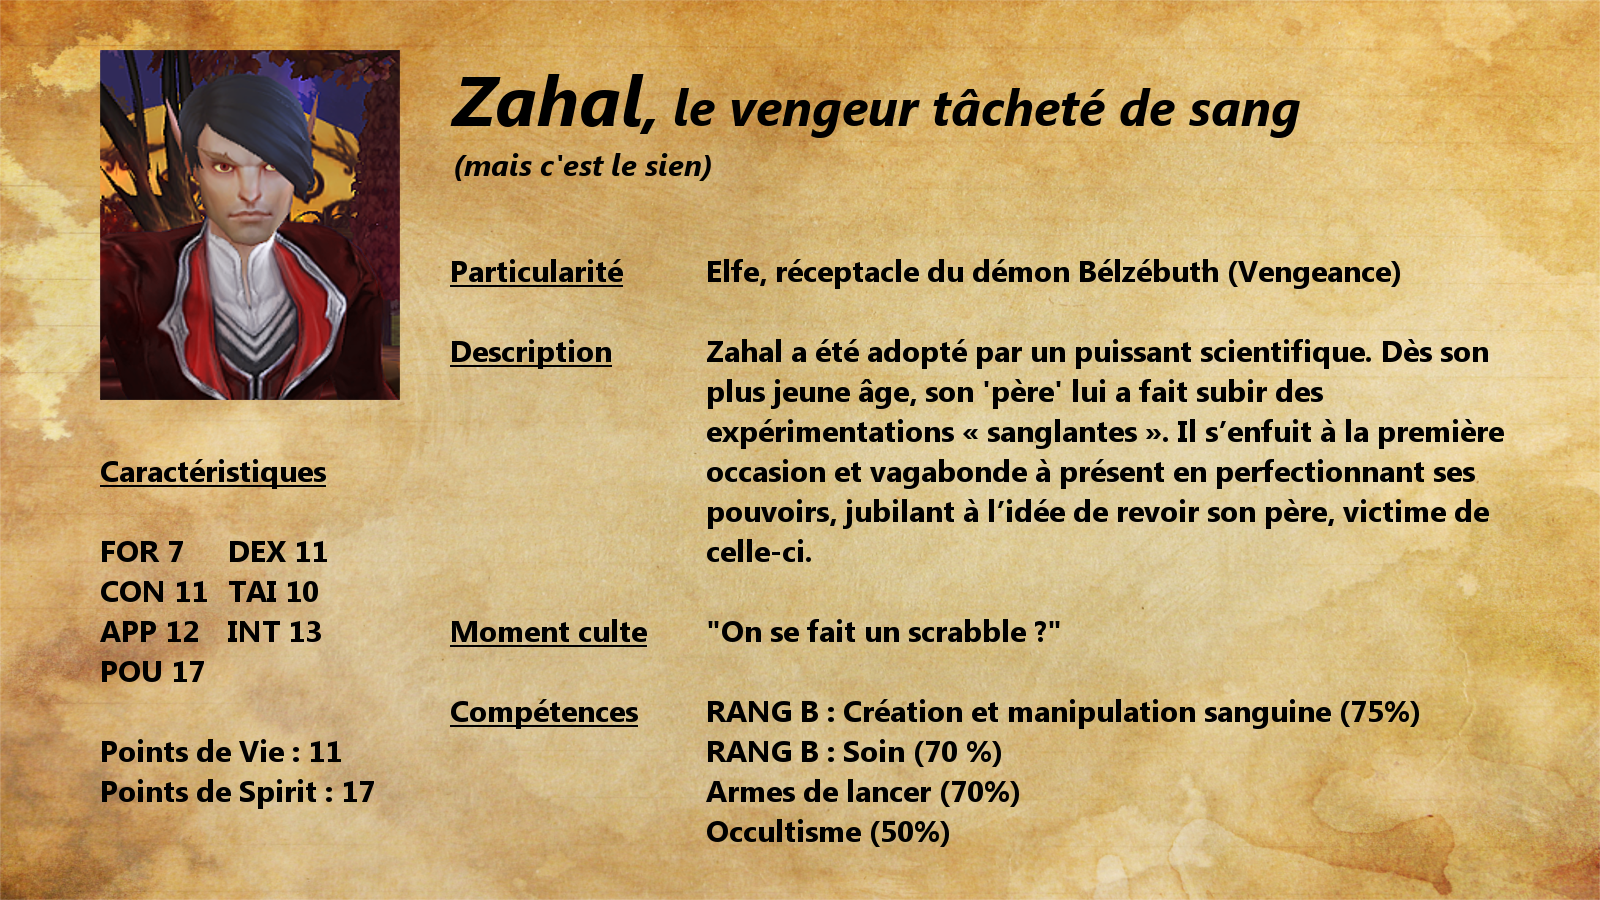 Zahal, le vengeur tâcheté de sang
(mais c'est le sien)
Particularité Elfe, réceptacle du démon Bélzébuth (Vengeance)
Description Zahal a été adopté par un puissant scientifique. Dès son
plus jeune âge, son 'père' lui a fait subir des
expérimentations « sanglantes ». Il s’enfuit à la première
occasion et vagabonde à présent en perfectionnant ses
pouvoirs, jubilant à l’idée de revoir son père, victime de
celle-ci.
Moment culte "On se fait un scrabble ?"
Compétences RANG B : Création et manipulation sanguine (75%)
RANG B : Soin (70 %)
Armes de lancer (70%)
Occultisme (50%)
Caractéristiques
FOR 7 DEX 11
CON 11 TAI 10
APP 12 INT 13
POU 17
Points de Vie : 11
Points de Spirit : 17